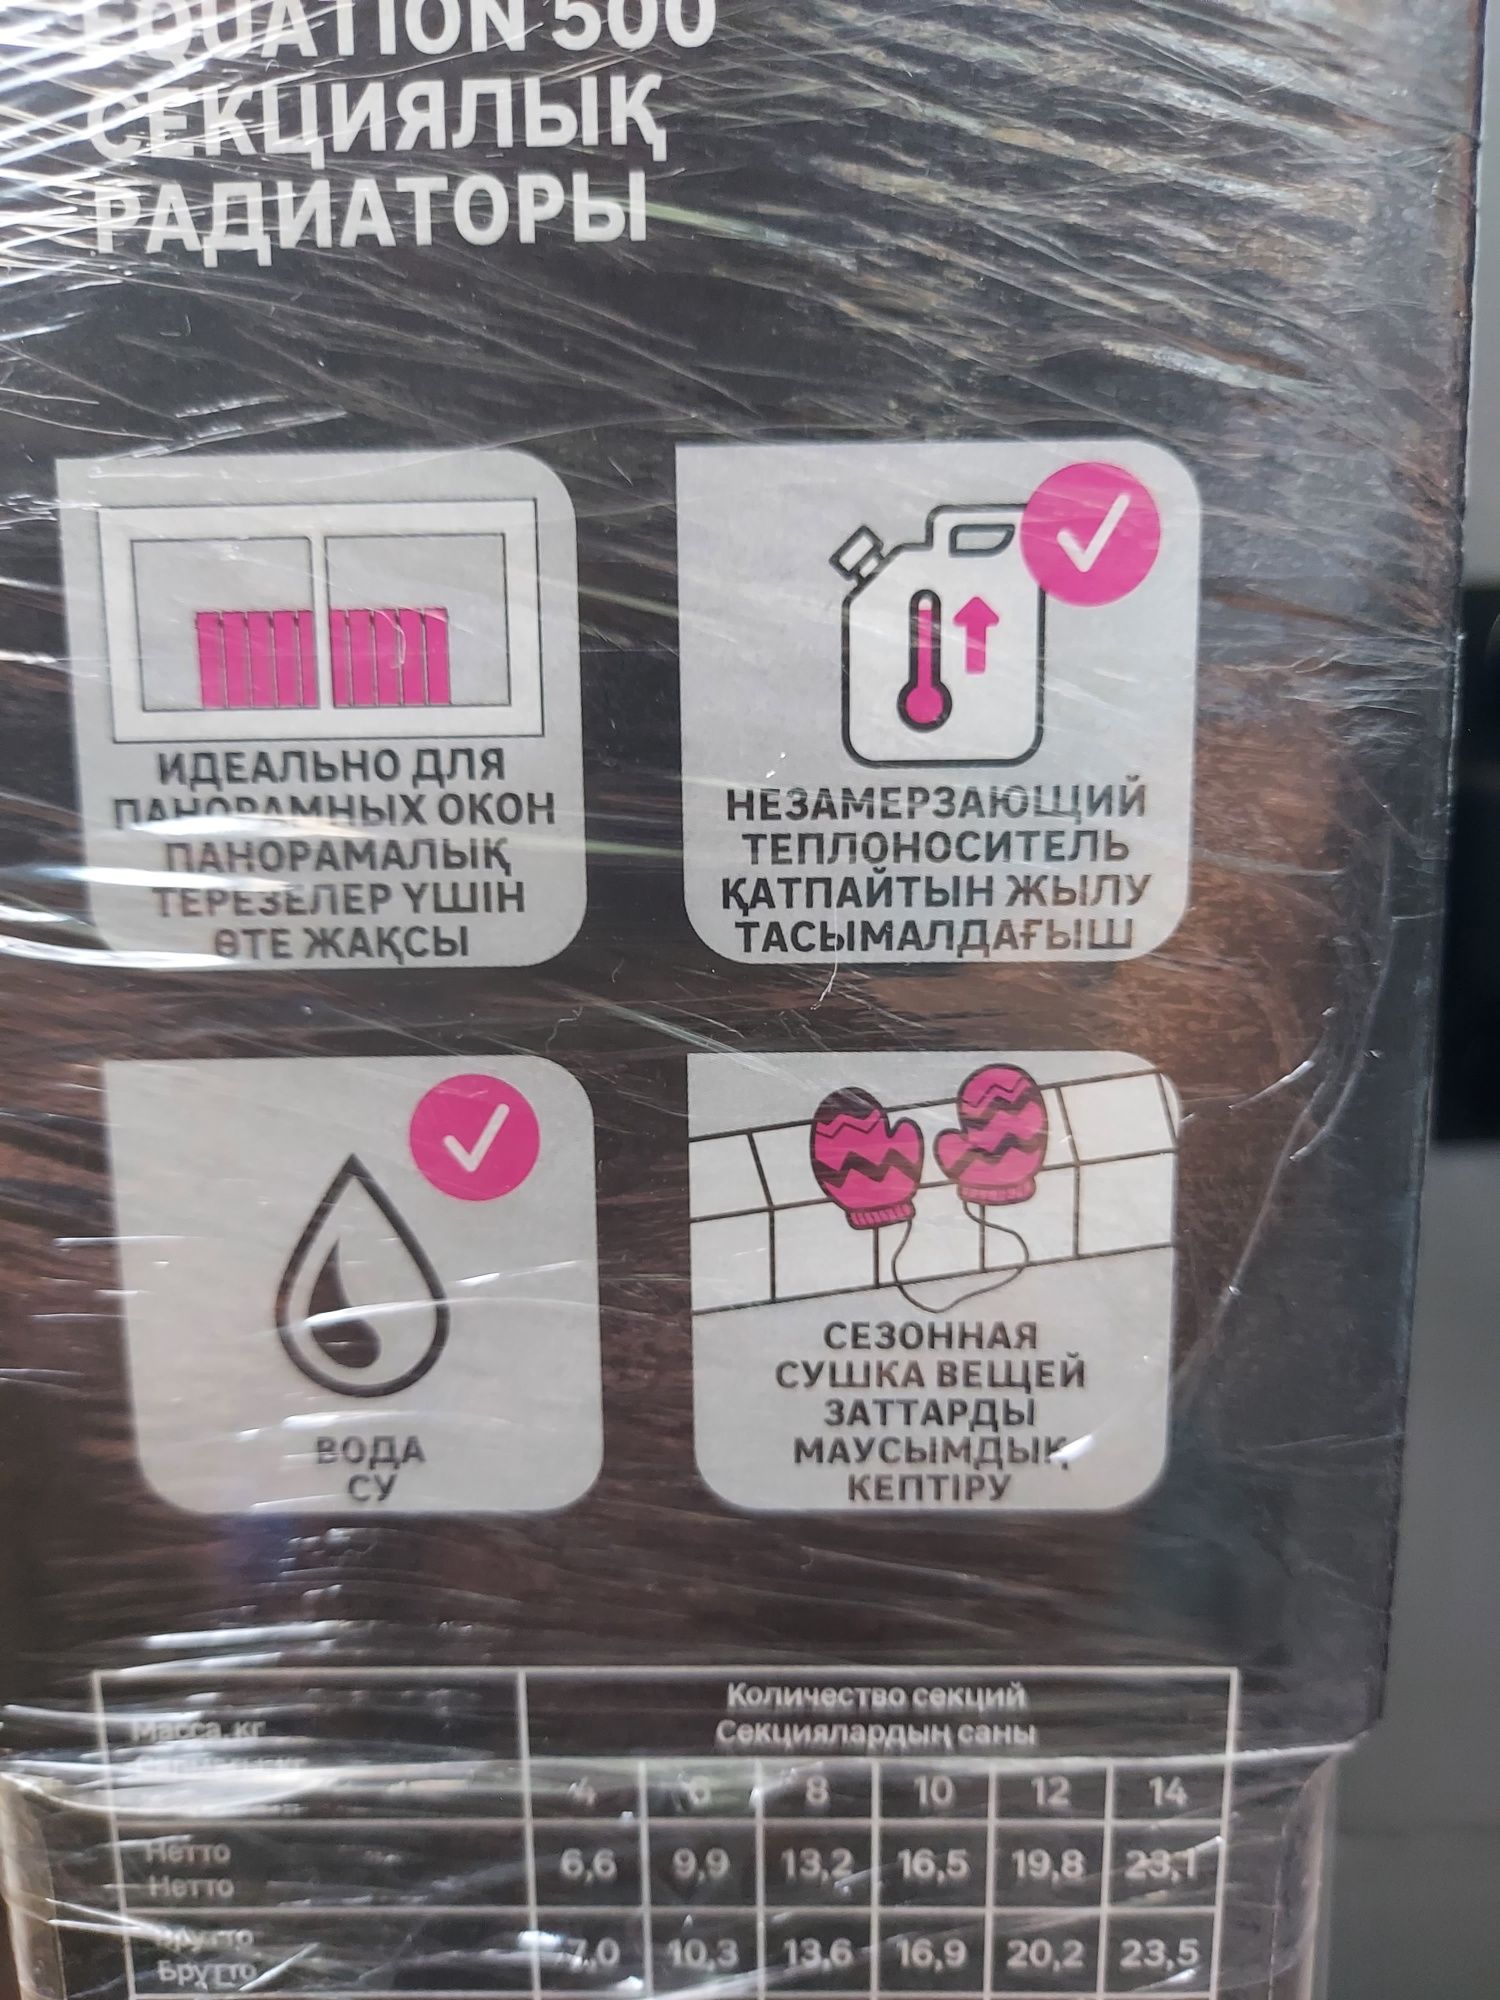 EQUATION 500
СЕКЦИЯЛЫҚ
РАДИАТОРЫ
ИДЕАЛЬНО ДЛЯ
ПАНОРАМНЫХ ОКОН
ПАНОРАМАЛЫҚ
ТЕРЕЗЕЛЕР ҮШІН
ӨТЕ ЖАҚСЫ
НЕЗАМЕРЗАЮЩИЙ
ТЕПЛОНОСИТЕЛЬ
ҚАТПАЙТЫН ЖЫЛУ
ТАСЫМАЛДАҒЫШ
ВОДА
СУ
СЕЗОННАЯ
СУШКА ВЕЩЕЙ
ЗАТТАРДЫ
МАУСЫМДЫҚ
КЕПТІРУ
Масса, кг
Количество секций
Секциялардың саны
4 6 8 10 12 14
Нетто
Нетто
6,6 9,9 13,2 16,5 19,8 23,1
Брутто
Брутто
7,0 10,3 13,6 16,9 20,2 23,5